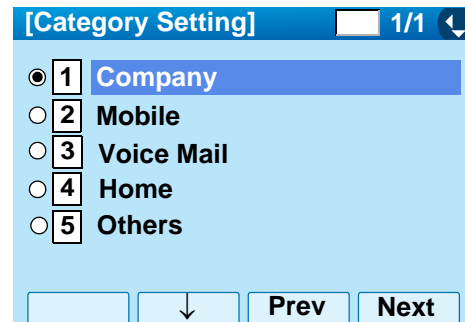 [Category Setting] 1/1
1 Company
2 Mobile
3 Voice Mail
4 Home
5 Others
↓ Prev Next